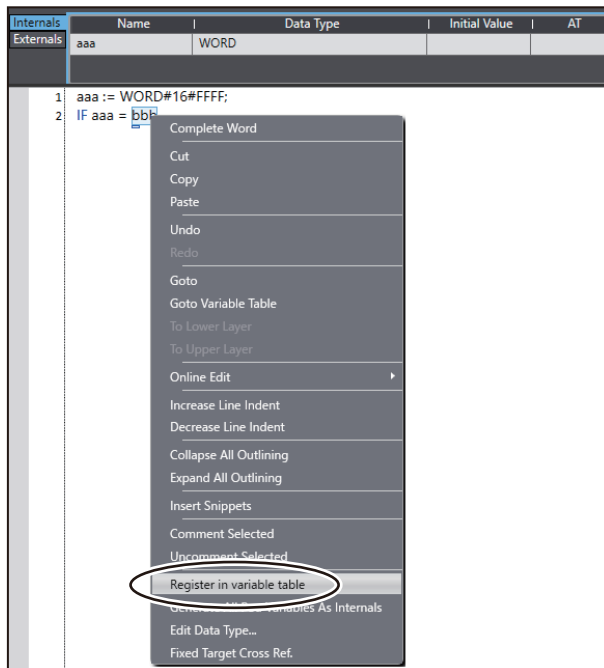 Internals Name Data Type Initial Value AT
Externals aaa WORD
1 aaa := WORD#16#FFFF;
2 IF aaa = bbb
Complete Word
Cut
Copy
Paste
Undo
Redo
Goto
Goto Variable Table
To Lower Layer
To Upper Layer
Online Edit
Increase Line Indent
Decrease Line Indent
Collapse All Outlining
Expand All Outlining
Insert Snippets
Comment Selected
Uncomment Selected
Register in variable table
As Internals
Edit Data Type...
Fixed Target Cross Ref.